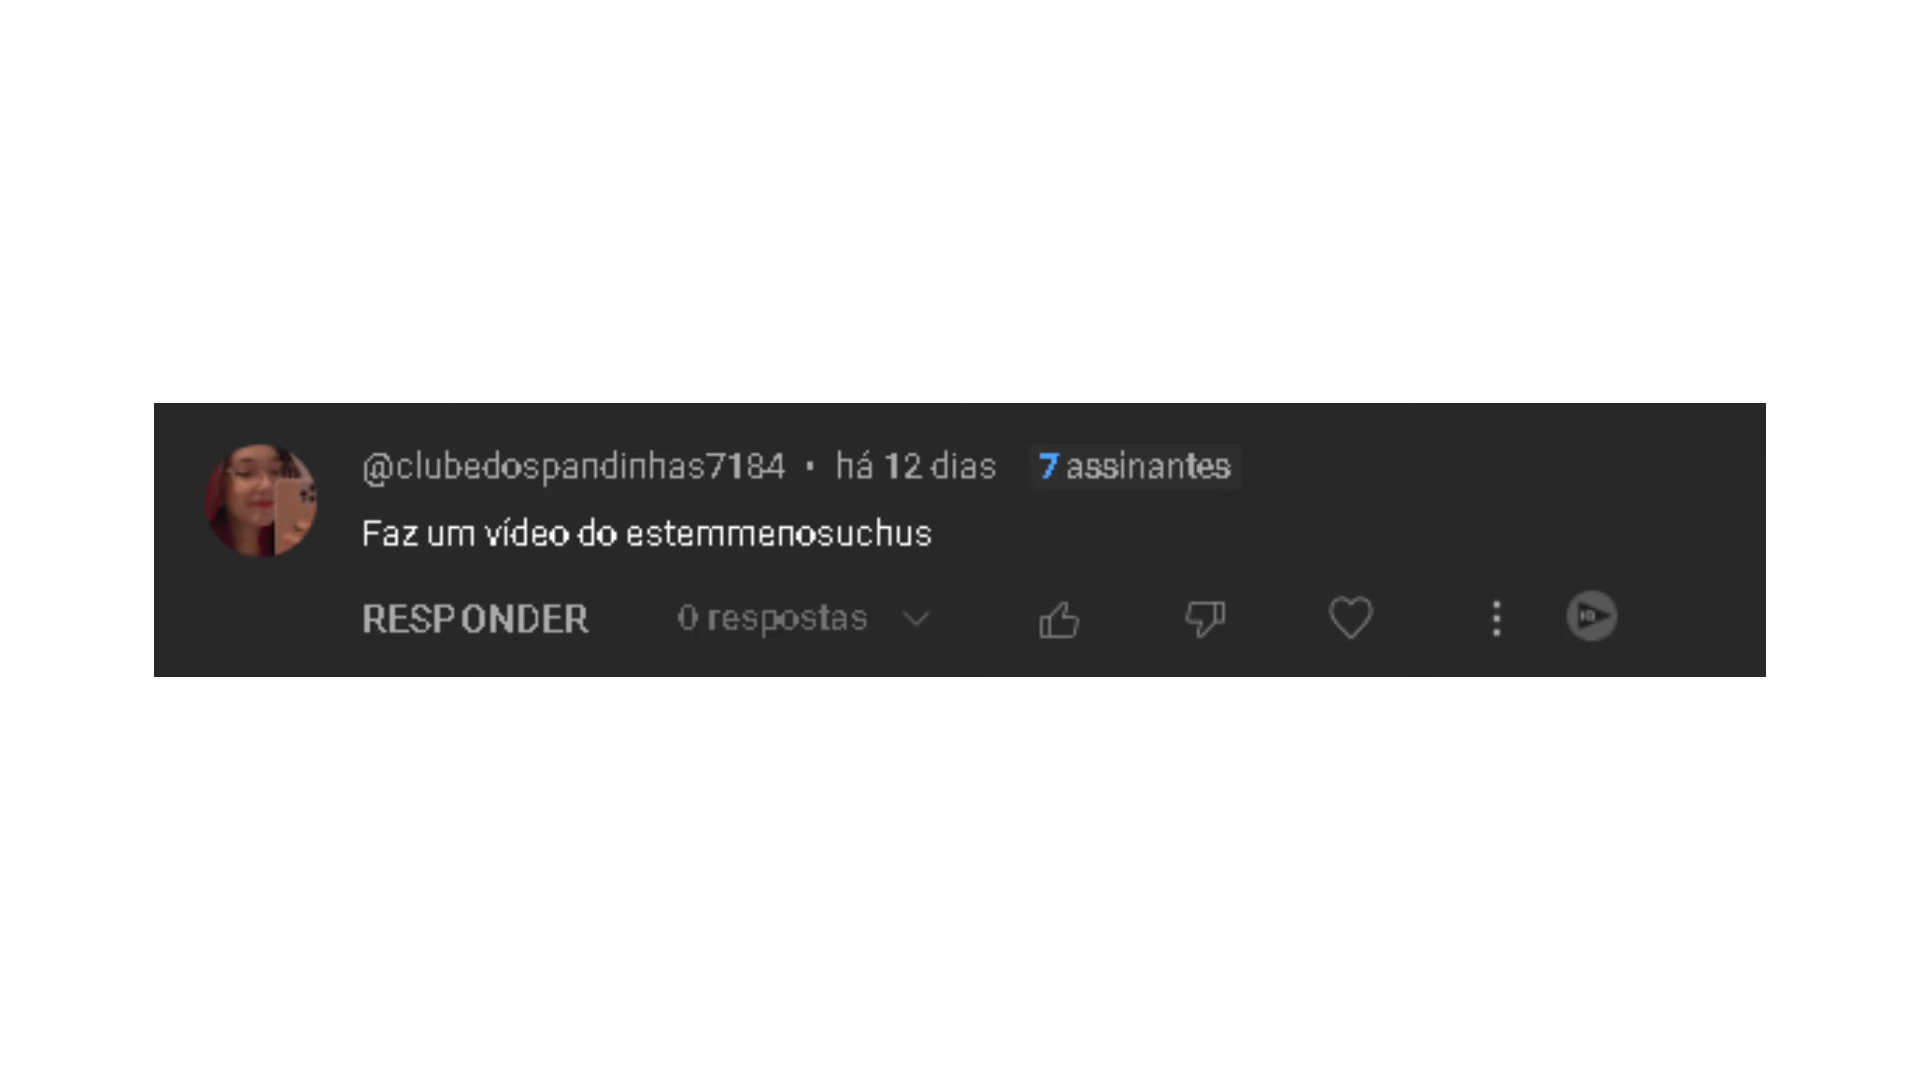 @clubedospandinhas7184 • há 12 dias 7 assinantes
Faz um vídeo do estemmenosuchus
RESPONDER 0 respostas